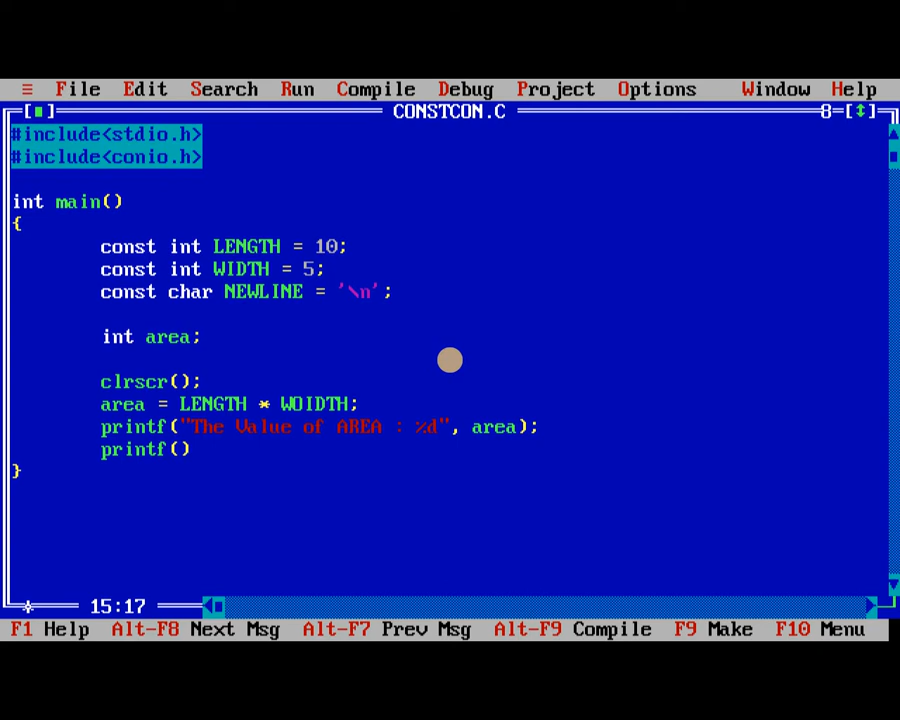 ≡ File Edit Search Run Compile Debug Project Options Window Help
[■] CONSTCON.C 8=[↕]
#include<stdio.h>
#include<conio.h>
int main()
{
const int LENGTH = 10;
const int WIDTH = 5;
const char NEWLINE = '\n';
int area;
clrscr();
area = LENGTH * WOIDTH;
printf("The Value of AREA : %d", area);
printf()
}
15:17
F1 Help Alt-F8 Next Msg Alt-F7 Prev Msg Alt-F9 Compile F9 Make F10 Menu